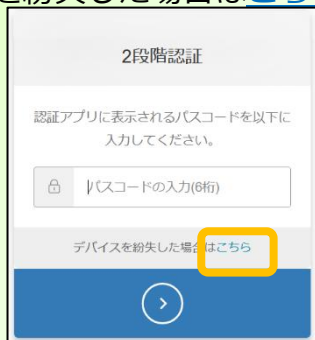 紛失した場合はこちら
2段階認証
認証アプリに表示されるパスコードを以下に
入力してください。
パスコードの入力(6桁)
デバイスを紛失した場合はこちら